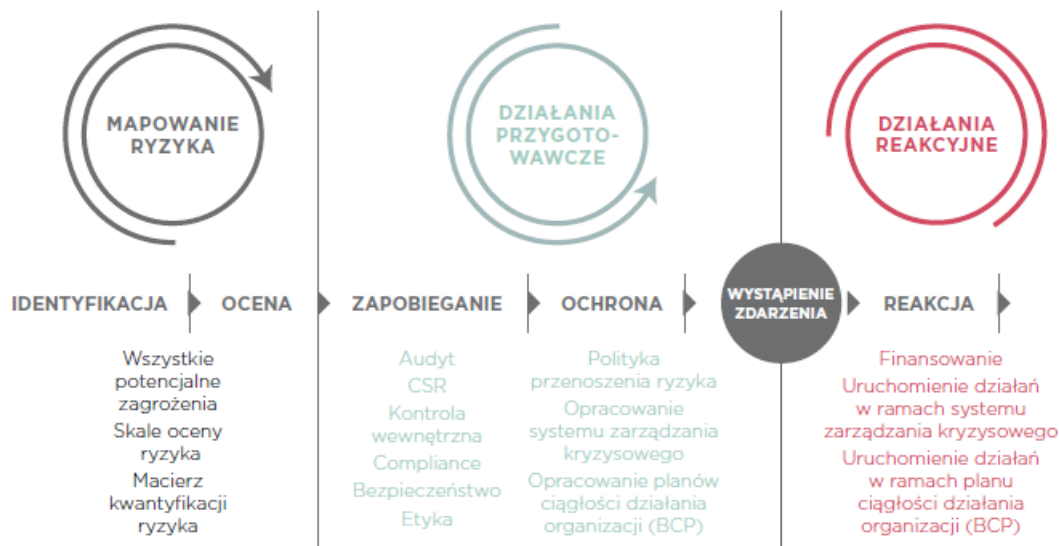 MAPOWANIE
RYZYKA
DZIAŁANIA
PRZYGOTO-
WAWCZE
DZIAŁANIA
REAKCYJNE
IDENTYFIKACJA
OCENA
ZAPOBIEGANIE
OCHRONA
WYSTĄPIENIE
ZDARZENIA
REAKCJA
Wszystkie
potencjalne
zagrożenia
Skale oceny
ryzyka
Macierz
kwantyfikacji
ryzyka
Audyt
CSR
Kontrola
wewnętrzna
Compliance
Bezpieczeństwo
Etyka
Polityka
przenoszenia ryzyka
Opracowanie
systemu zarządzania
kryzysowego
Opracowanie planów
ciągłości działania
organizacji (BCP)
Finansowanie
Uruchomienie działań
w ramach systemu
zarządzania kryzysowego
Uruchomienie działań
w ramach planu
ciągłości działania
organizacji (BCP)